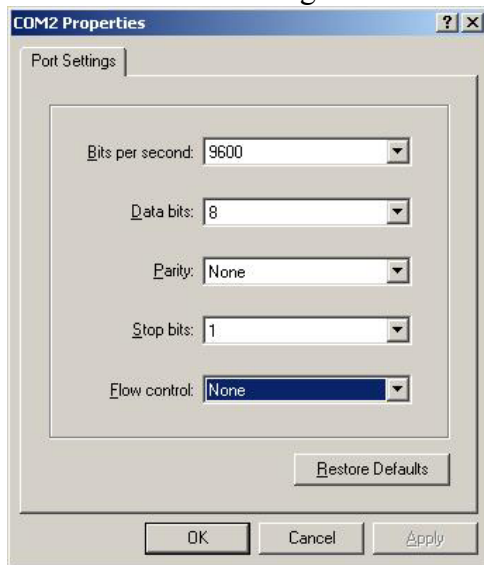 COM2 Properties
Port Settings
Bits per second: 9600
Data bits: 8
Parity: None
Stop bits: 1
Flow control: None
Restore Defaults
OK Cancel Apply